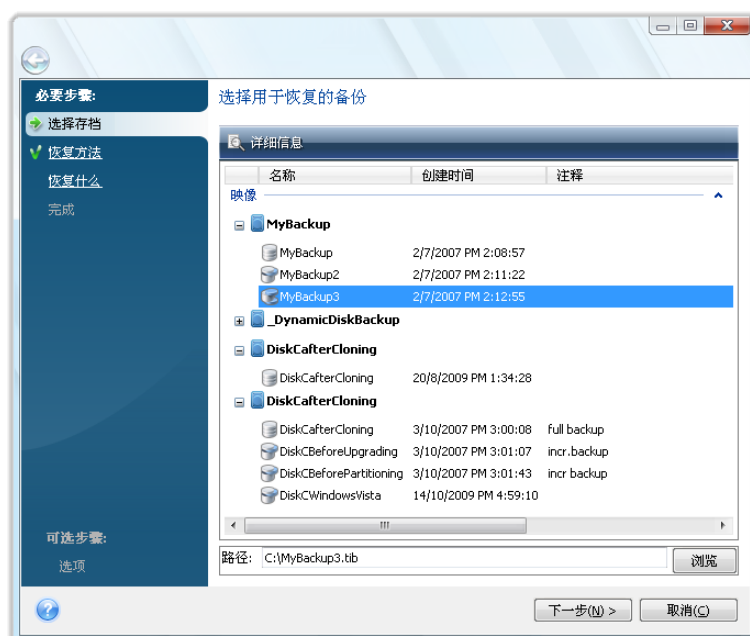 必要步骤:
选择存档
恢复方法
恢复什么
完成
可选步骤:
选项
选择用于恢复的备份
详细信息
名称 创建时间 注释
映像
MyBackup
MyBackup 2/7/2007 PM 2:08:57
MyBackup2 2/7/2007 PM 2:11:22
MyBackup3 2/7/2007 PM 2:12:55
_DynamicDiskBackup
DiskCafterCloning
DiskCafterCloning 20/8/2009 PM 1:34:28
DiskCafterCloning
DiskCafterCloning 3/10/2007 PM 3:00:08 full backup
DiskCBeforeUpgrading 3/10/2007 PM 3:01:07 incr.backup
DiskCBeforePartitioning 3/10/2007 PM 3:01:43 incr backup
DiskCWindowsVista 14/10/2009 PM 4:59:10
路径: C:\MyBackup3.tib 浏览
下一步(N) > 取消(C)